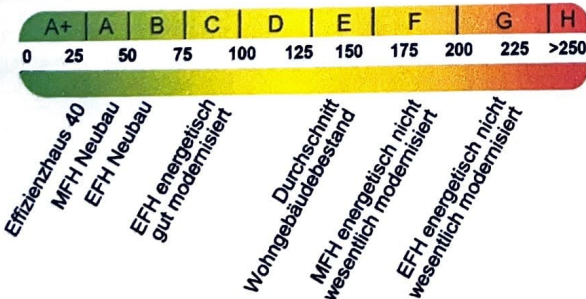 A+ A B C D E F G H
0 25 50 75 100 125 150 175 200 225 >250
Effizienzhaus 40
MFH Neubau
EFH Neubau
EFH energetisch
gut modernisiert
Durchschnitt
Wohngebäudebestand
MFH energetisch nicht
wesentlich modernisiert
EFH energetisch nicht
wesentlich modernisiert